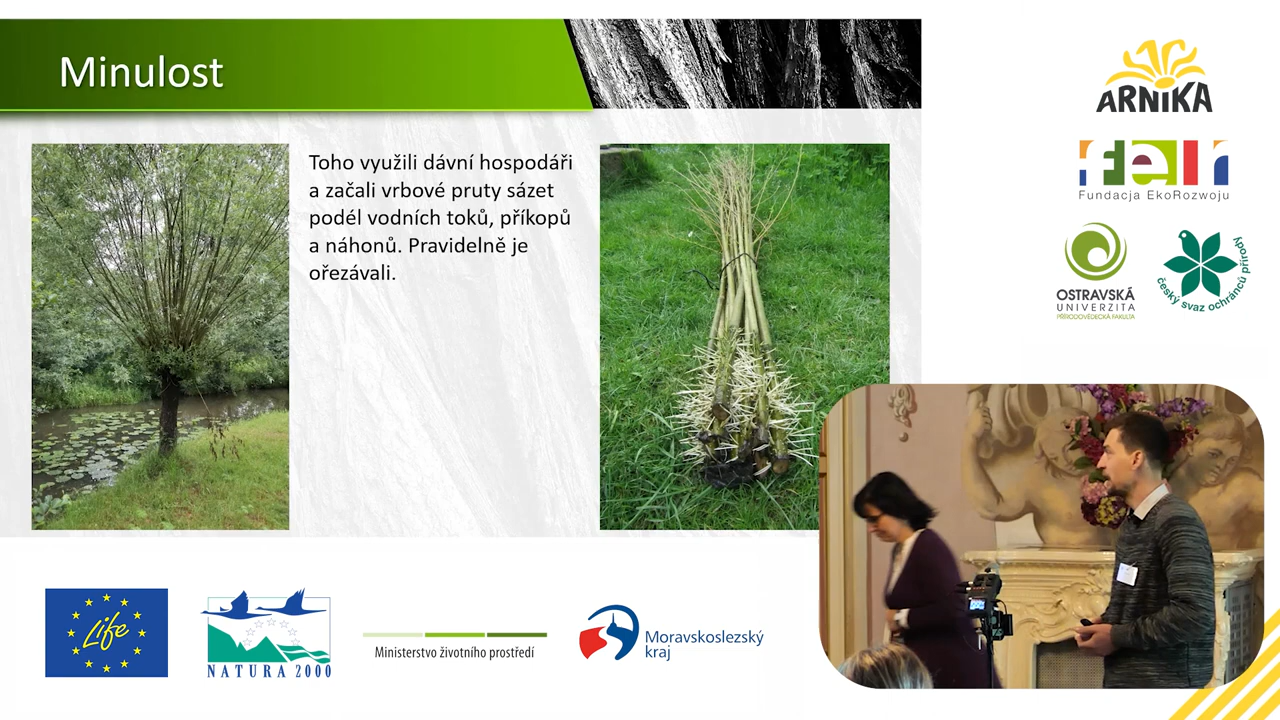 Minulost
Toho využili dávní hospodáři
a začali vrbové pruty sázet
podél vodních toků, příkopů
a náhonů. Pravidelně je
ořezávali.
ARNIKA
feer
Fundacja EkoRozwoju
OSTRAVSKÁ
UNIVERZITA
PŘÍRODOVĚDECKÁ FAKULTA
český svaz ochránců přírody
Life
NATURA 2000
Ministerstvo životního prostředí
Moravskoslezský
kraj